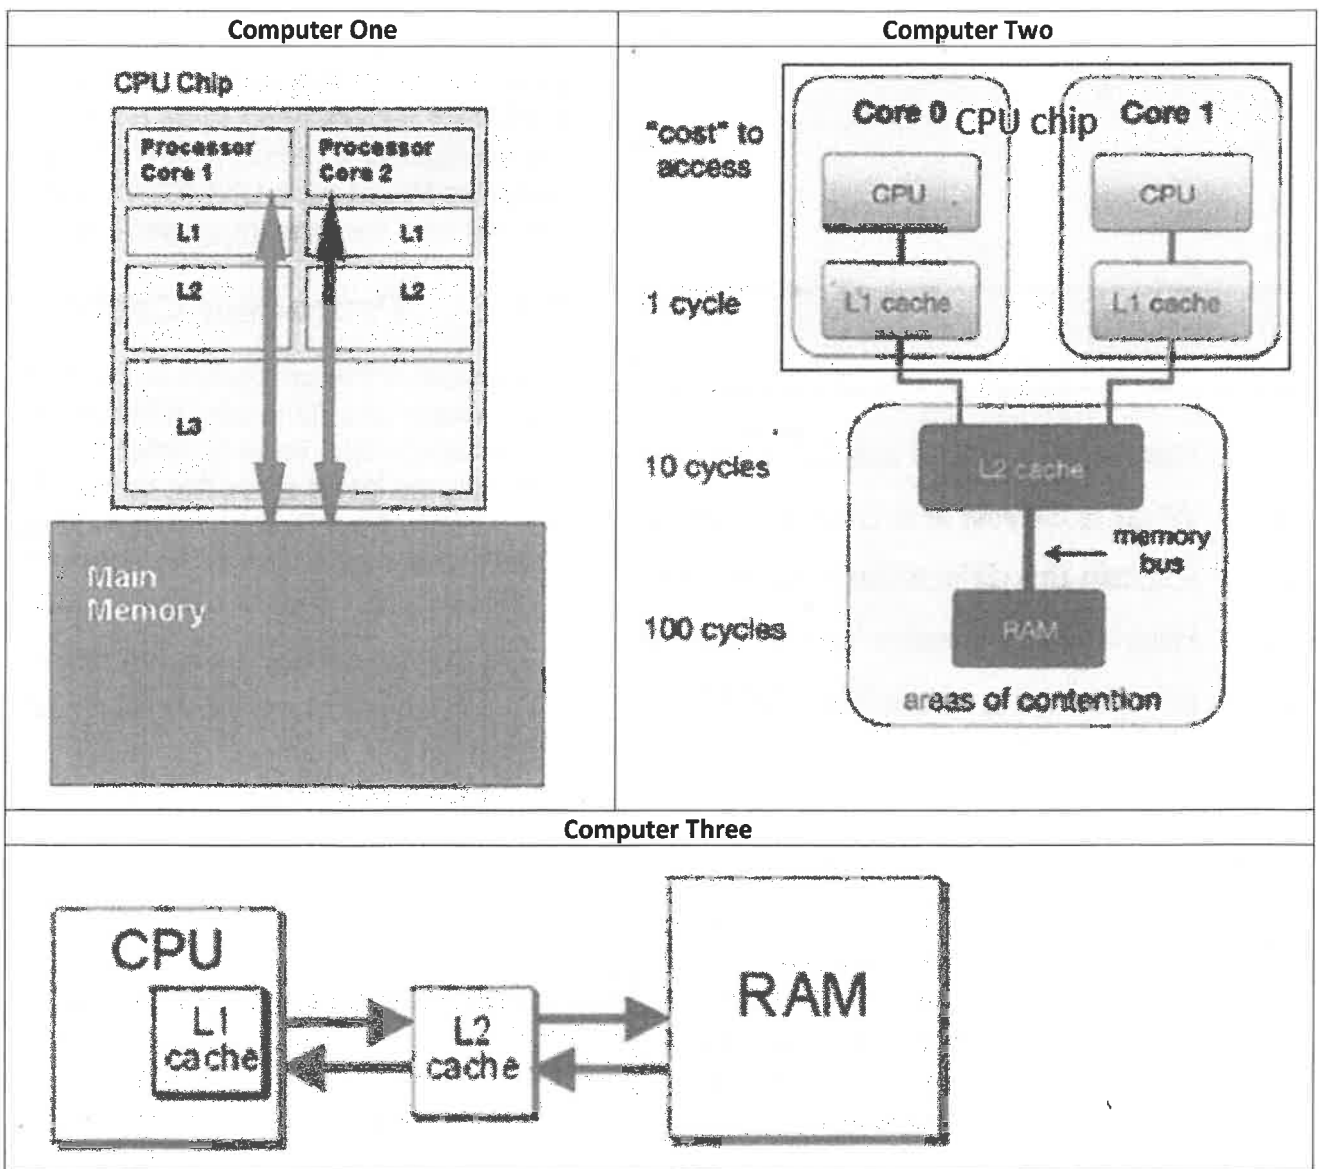 Computer One
CPU Chip
Processor
Core 1
Processor
Core 2
L1
L1
L2
L2
L3
Main
Memory
Computer Two
"cost" to
access
Core 0
CPU chip
Core 1
CPU
CPU
1 cycle
L1 cache
L1 cache
10 cycles
L2 cache
memory
bus
100 cycles
RAM
areas of contention
Computer Three
CPU
L1
cache
L2
cache
RAM